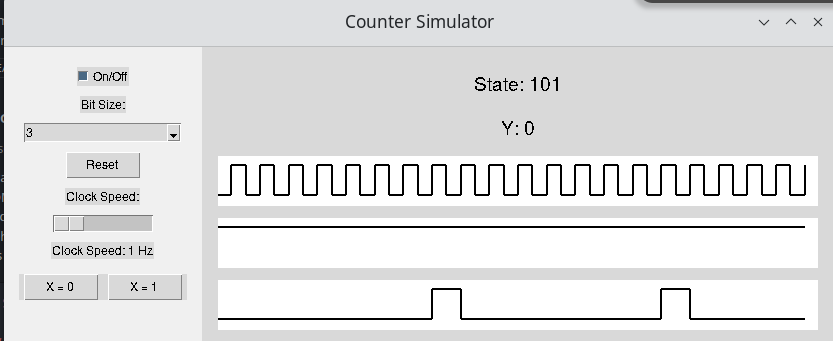 Counter Simulator
On/Off
Bit Size:
3
Reset
Clock Speed:
Clock Speed: 1 Hz
X = 0 X = 1
State: 101
Y: 0